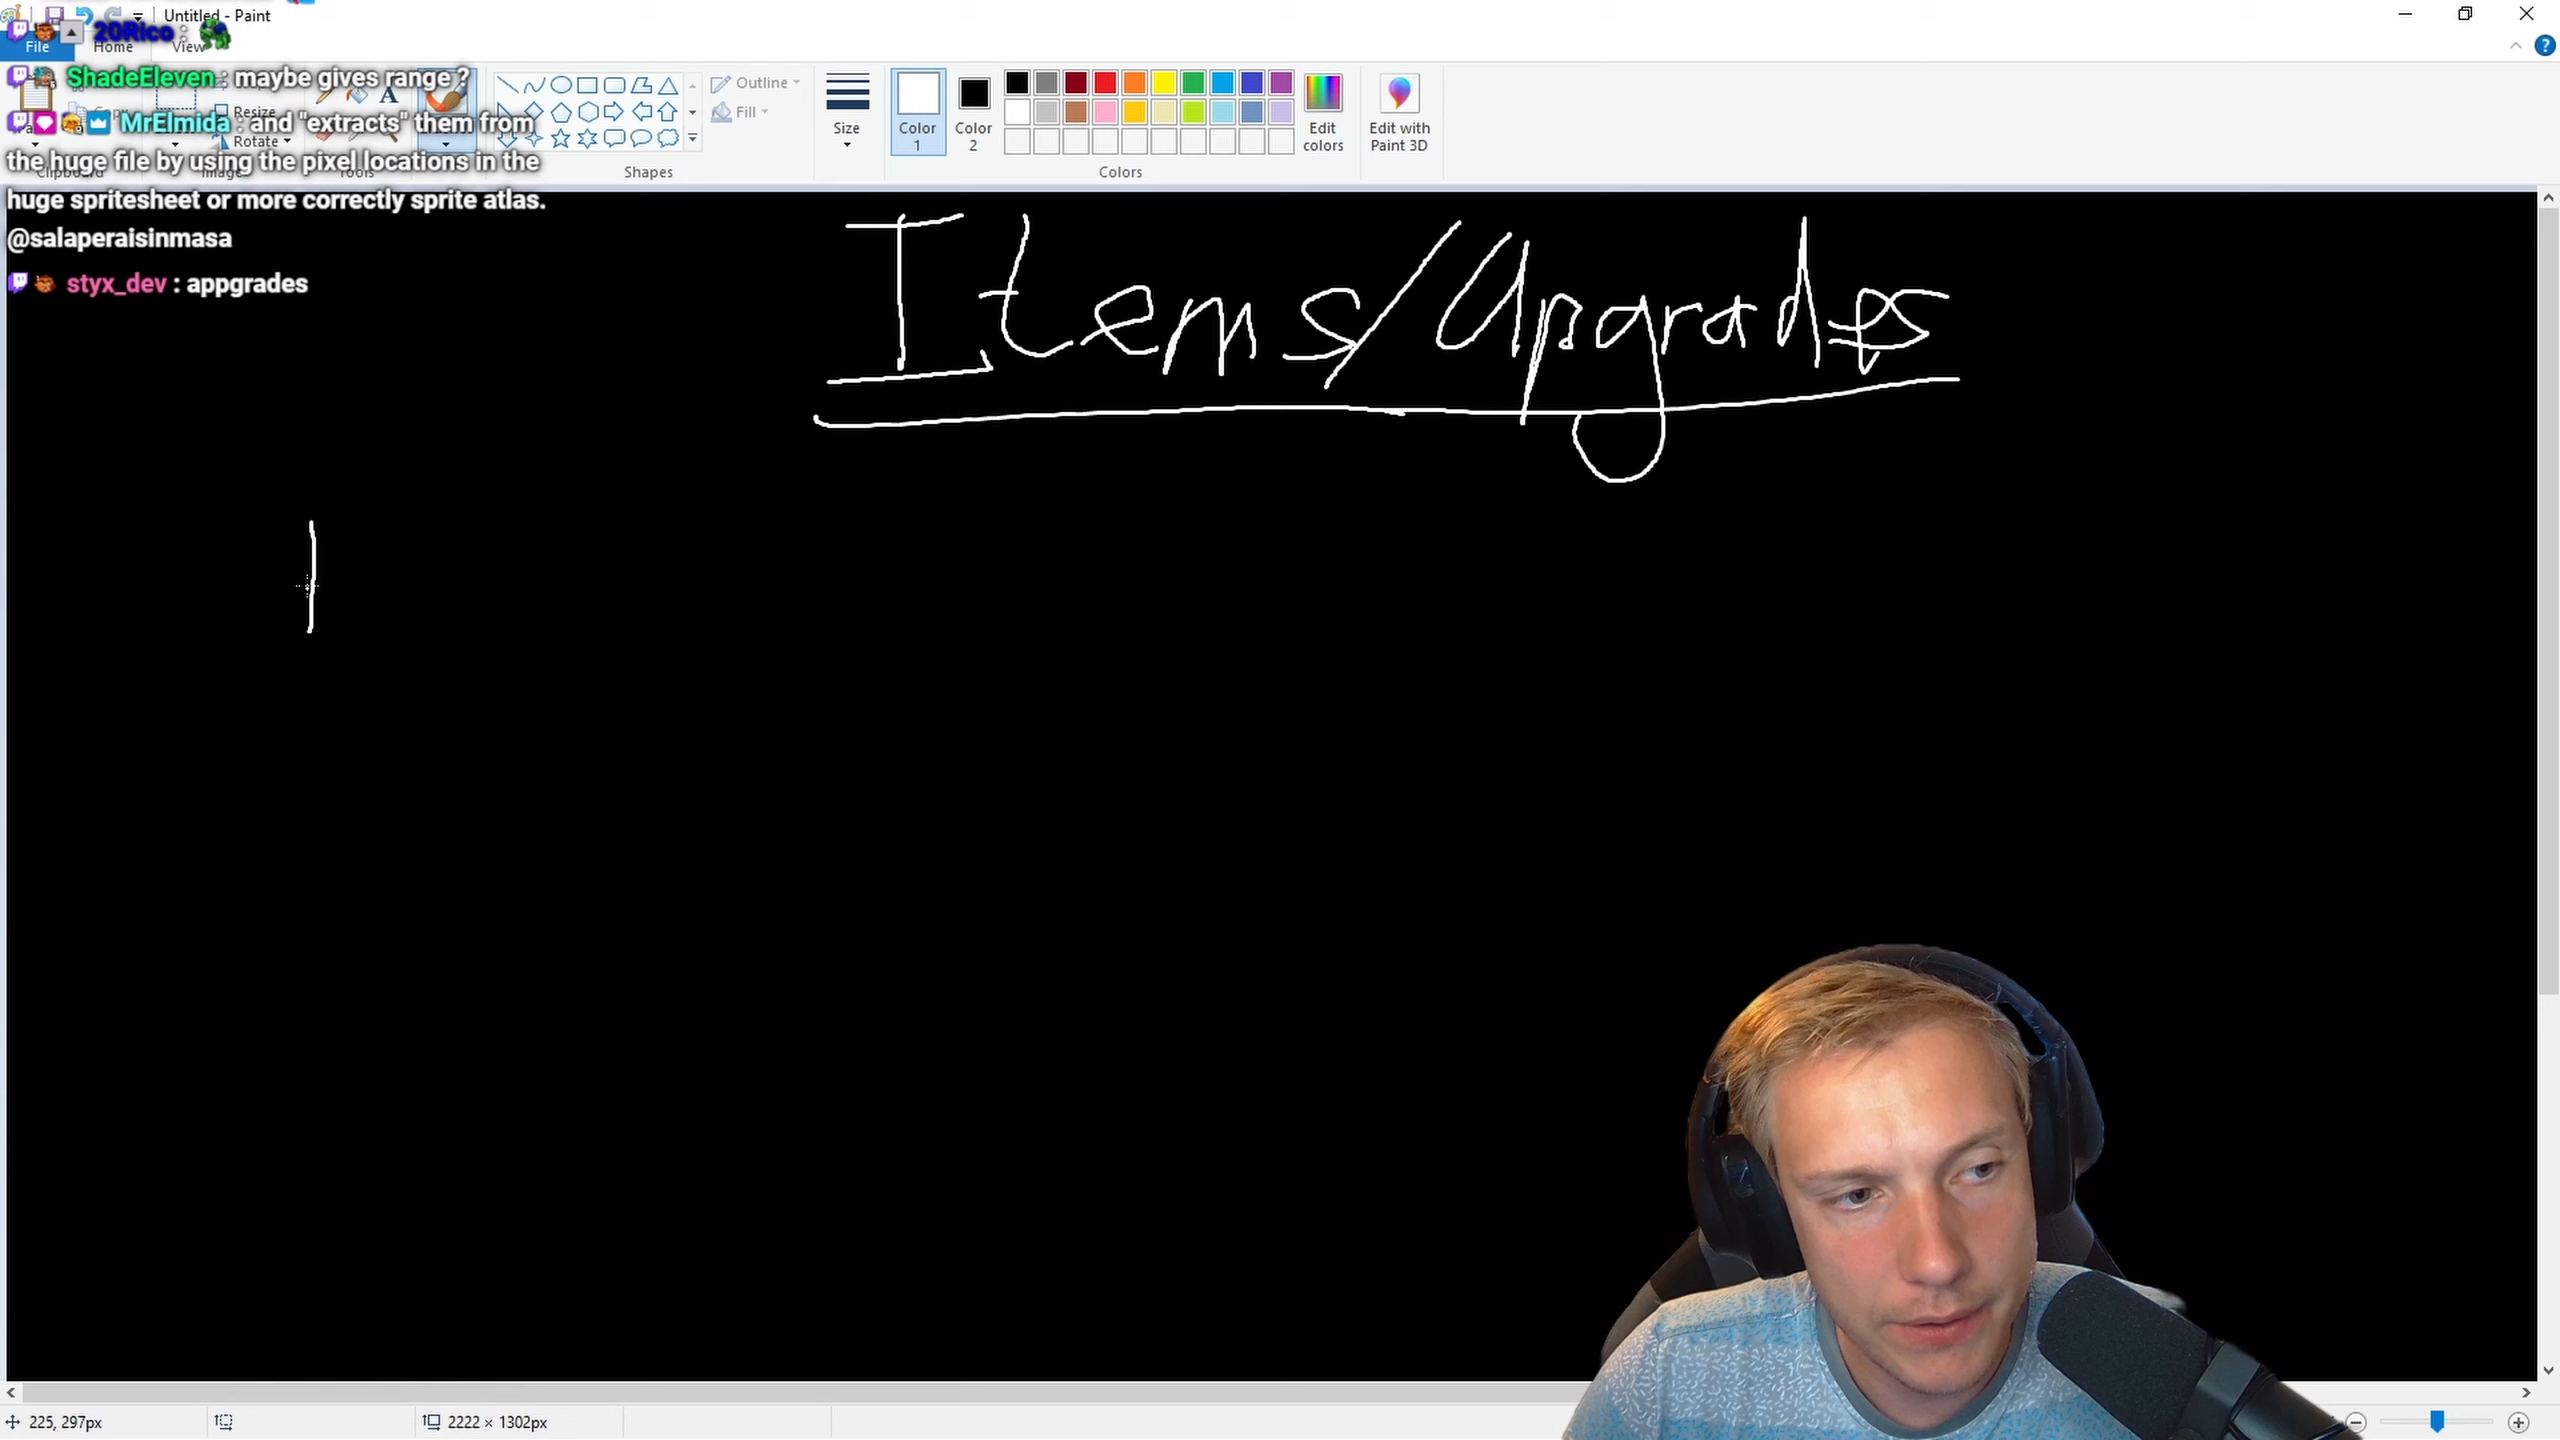 Untitled - Paint
20Rico :
File Home View
ShadeEleven : maybe gives range ?
MrElmida : and "extracts" them from
the huge file by using the pixel locations in the
huge spritesheet or more correctly sprite atlas.
@salaperaisinmasa
styx_dev : appgrades
Resize
Rotate
Clipboard
Image
Tools
Shapes
Outline
Fill
Size
Color
1
Color
2
Edit
colors
Colors
Edit with
Paint 3D
Items/Upgrades
225, 297px
2222 × 1302px